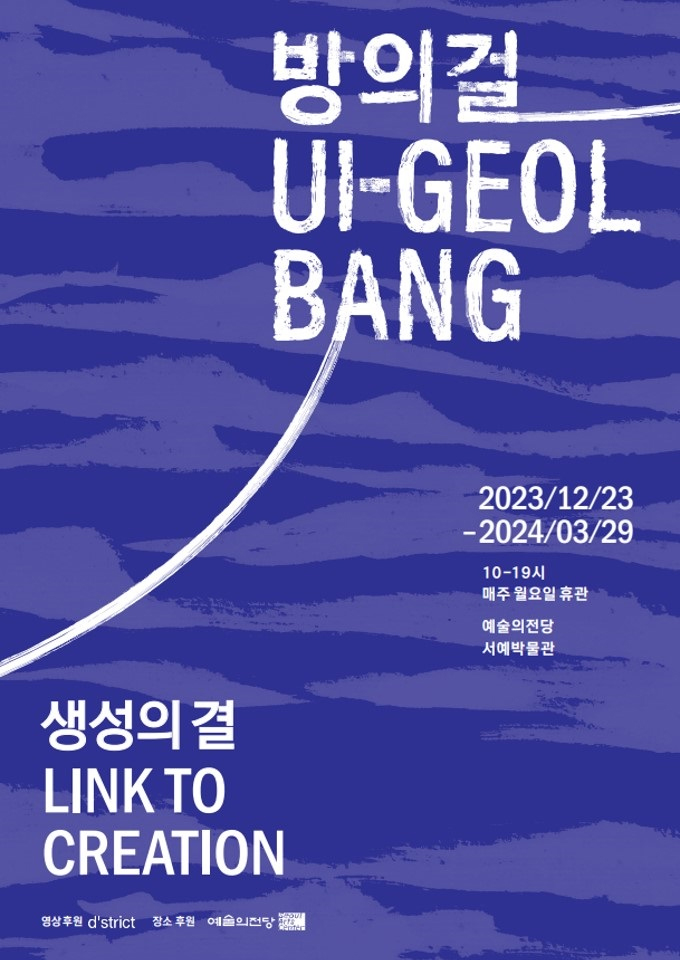 방의걸
UI-GEOL
BANG
2023/12/23
-2024/03/29
10-19시
매주 월요일 휴관
예술의전당
서예박물관
생성의 결
LINK TO
CREATION
영상 후원 d'strict 장소 후원 예술의전당